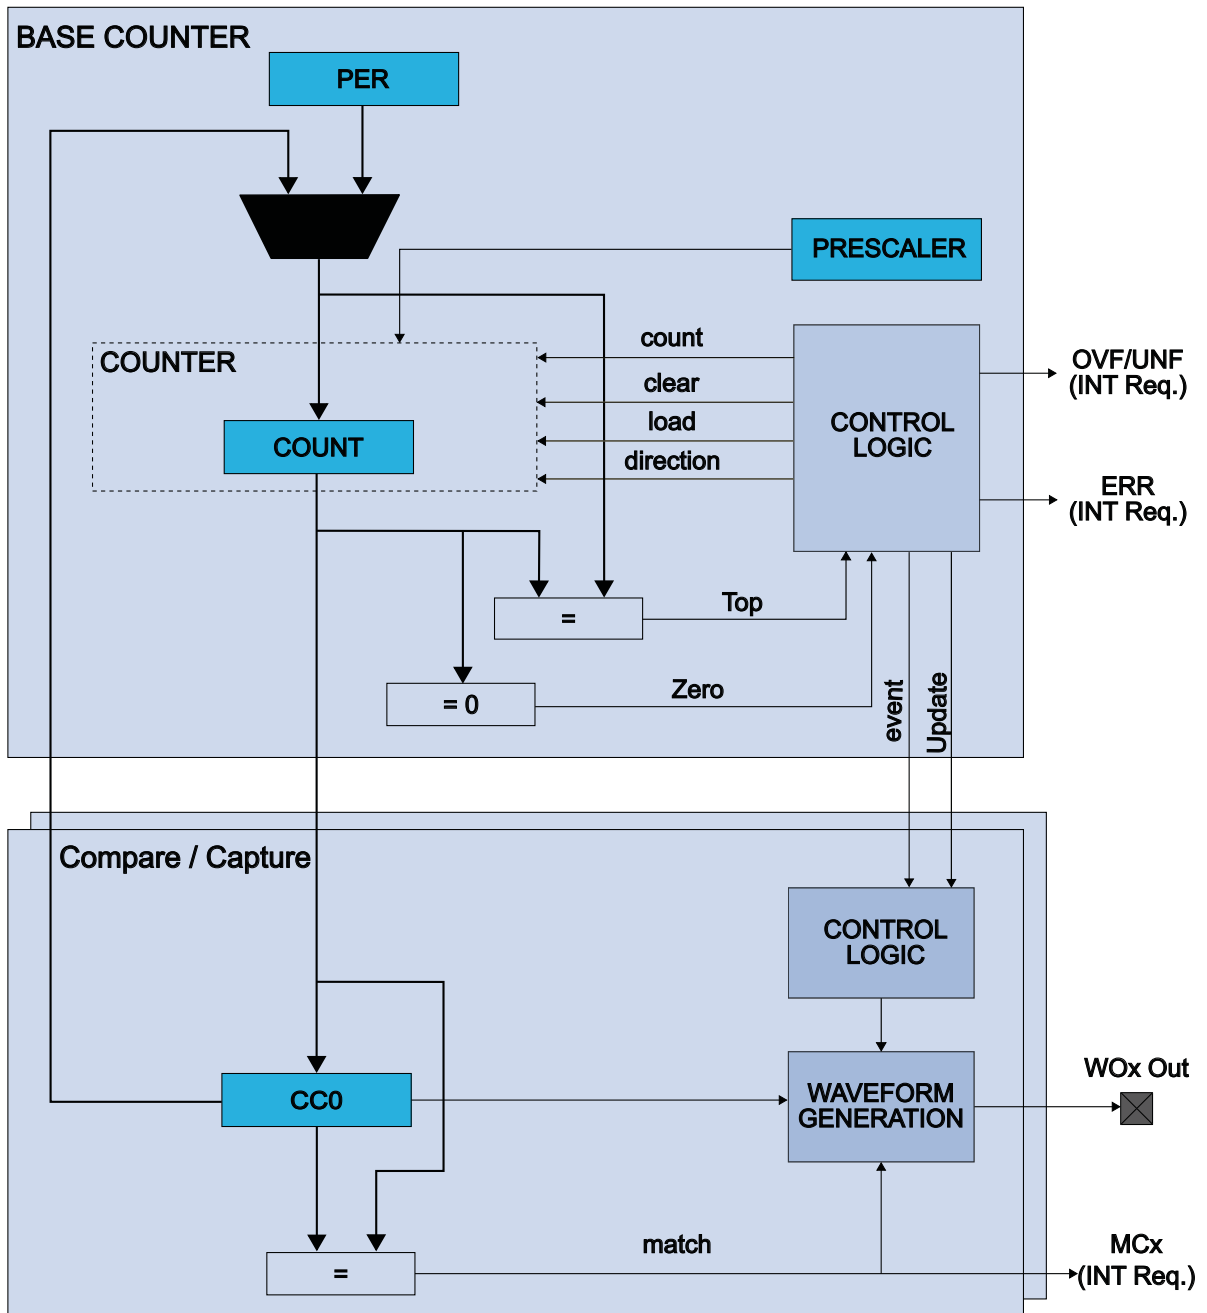 BASE COUNTER
PER
PRESCALER
COUNTER
count
clear
load
direction
COUNT
CONTROL
LOGIC
OVF/UNF
(INT Req.)
ERR
(INT Req.)
=
Top
= 0
Zero
event
Update
Compare / Capture
CONTROL
LOGIC
CC0
WAVEFORM
GENERATION
WOx Out
=
match
MCx
(INT Req.)